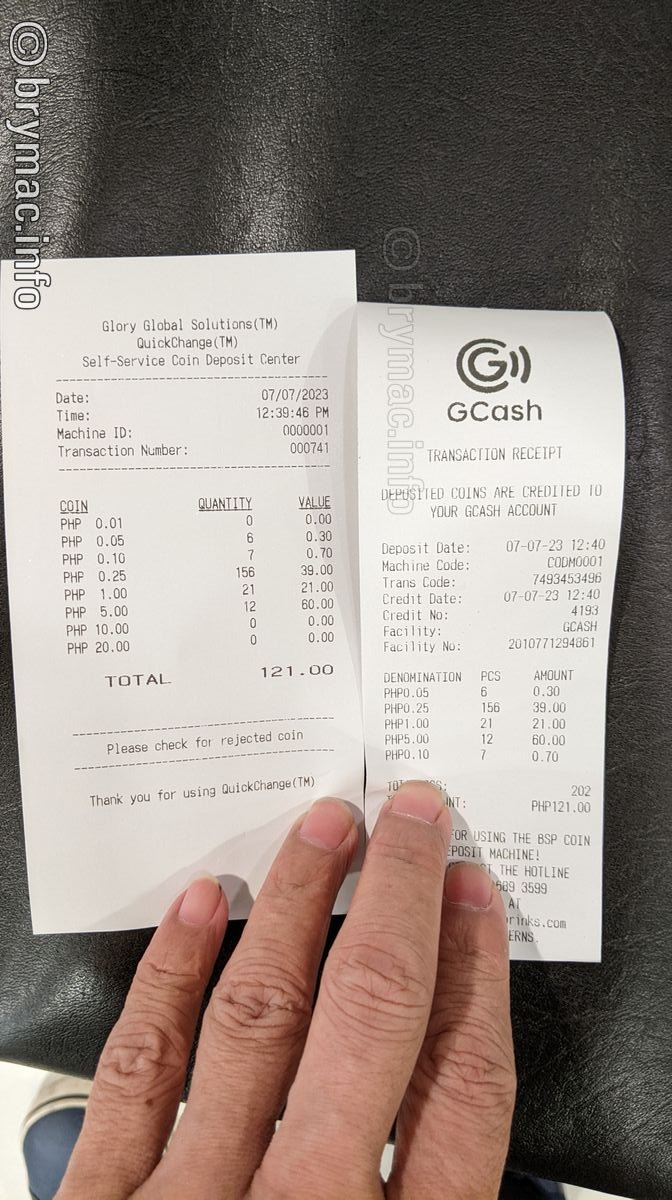 © brymac.info
© brymac.info
Glory Global Solutions(TM)
QuickChange(TM)
Self-Service Coin Deposit Center
Date: 07/07/2023
Time: 12:39:46 PM
Machine ID: 0000001
Transaction Number: 000741
COIN QUANTITY VALUE
PHP 0.01 0 0.00
PHP 0.05 6 0.30
PHP 0.10 7 0.70
PHP 0.25 156 39.00
PHP 1.00 21 21.00
PHP 5.00 12 60.00
PHP 10.00 0 0.00
PHP 20.00 0 0.00
TOTAL 121.00
Please check for rejected coin
Thank you for using QuickChange(TM)
GCash
TRANSACTION RECEIPT
DEPOSITED COINS ARE CREDITED TO
YOUR GCASH ACCOUNT
Deposit Date: 07-07-23 12:40
Machine Code: CODM0001
Trans Code: 7493453496
Credit Date: 07-07-23 12:40
Credit No: 4193
Facility: GCASH
Facility No: 2010771294861
DENOMINATION PCS AMOUNT
PHP0.05 6 0.30
PHP0.25 156 39.00
PHP1.00 21 21.00
PHP5.00 12 60.00
PHP0.10 7 0.70
202
PHP121.00
FOR USING THE BSP COIN
MACHINE!
THE HOTLINE
3599
AT